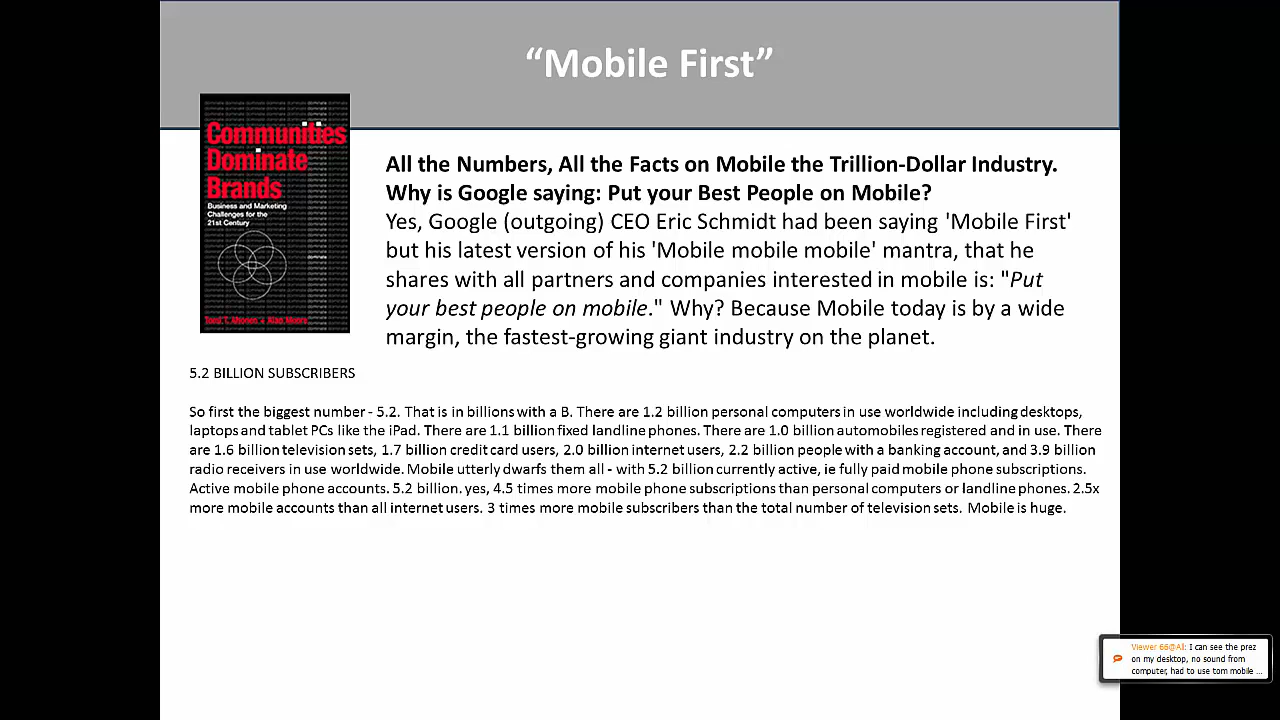 “Mobile First”
Communities
Dominate
Brands
Business and Marketing
Challenges for the
21st Century
Tomi T. Ahonen • Alan Moore
All the Numbers, All the Facts on Mobile the Trillion-Dollar Industry.
Why is Google saying: Put your Best People on Mobile?
Yes, Google (outgoing) CEO Eric Schmidt had been saying 'Mobile First'
but his latest version of his 'Mobile mobile mobile' mantra, that he
shares with all partners and companies interested in mobile is: "Put
your best people on mobile." Why? Because Mobile today is by a wide
margin, the fastest-growing giant industry on the planet.
5.2 BILLION SUBSCRIBERS
So first the biggest number - 5.2. That is in billions with a B. There are 1.2 billion personal computers in use worldwide including desktops,
laptops and tablet PCs like the iPad. There are 1.1 billion fixed landline phones. There are 1.0 billion automobiles registered and in use. There
are 1.6 billion television sets, 1.7 billion credit card users, 2.0 billion internet users, 2.2 billion people with a banking account, and 3.9 billion
radio receivers in use worldwide. Mobile utterly dwarfs them all - with 5.2 billion currently active, ie fully paid mobile phone subscriptions.
Active mobile phone accounts. 5.2 billion. yes, 4.5 times more mobile phone subscriptions than personal computers or landline phones. 2.5x
more mobile accounts than all internet users. 3 times more mobile subscribers than the total number of television sets. Mobile is huge.
Viewer 66@All: I can see the prez
on my desktop, no sound from
computer, had to use tom mobile ...